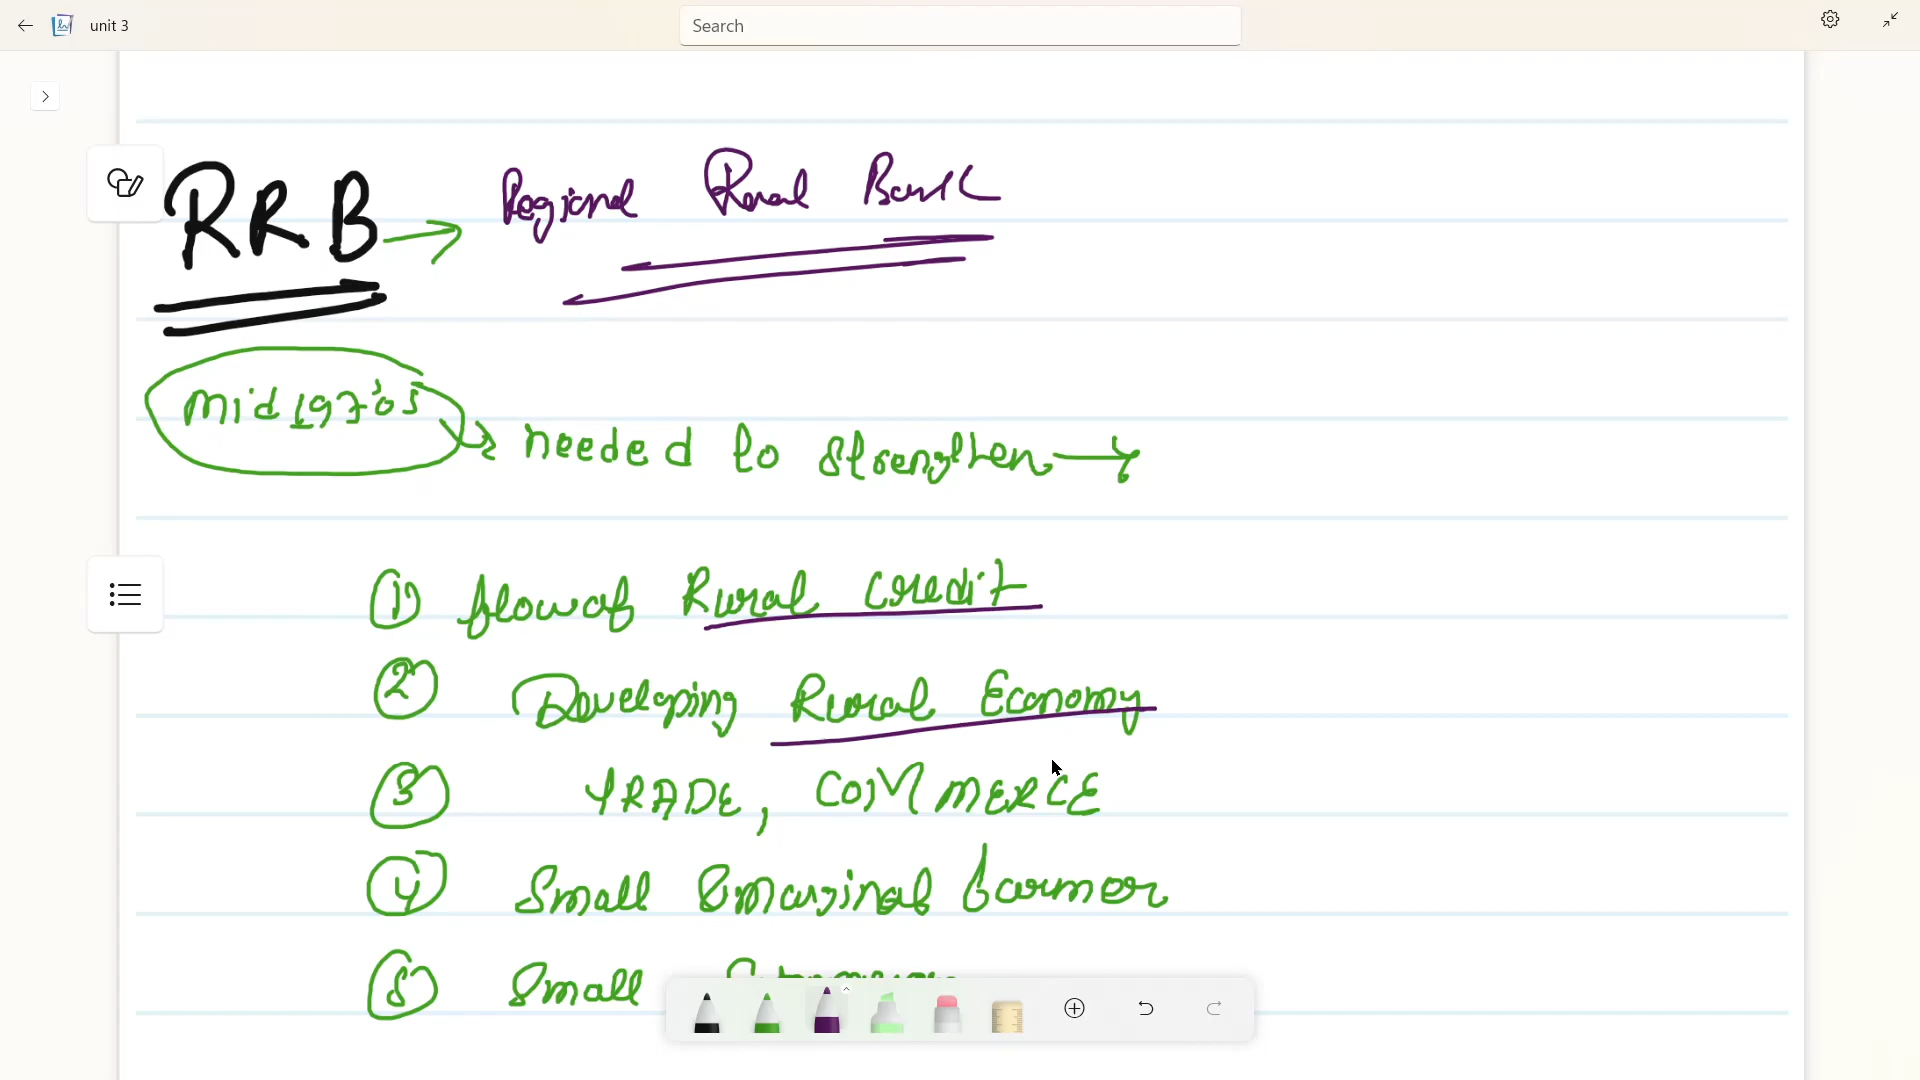 unit 3
Search
RRB → Regional Rural Bank
mid 1970's
needed to strengthen →
① flow of Rural Credit
② Developing Rural Economy
③ TRADE, COMMERCE
④ Small & marginal farmer
⑤ Small